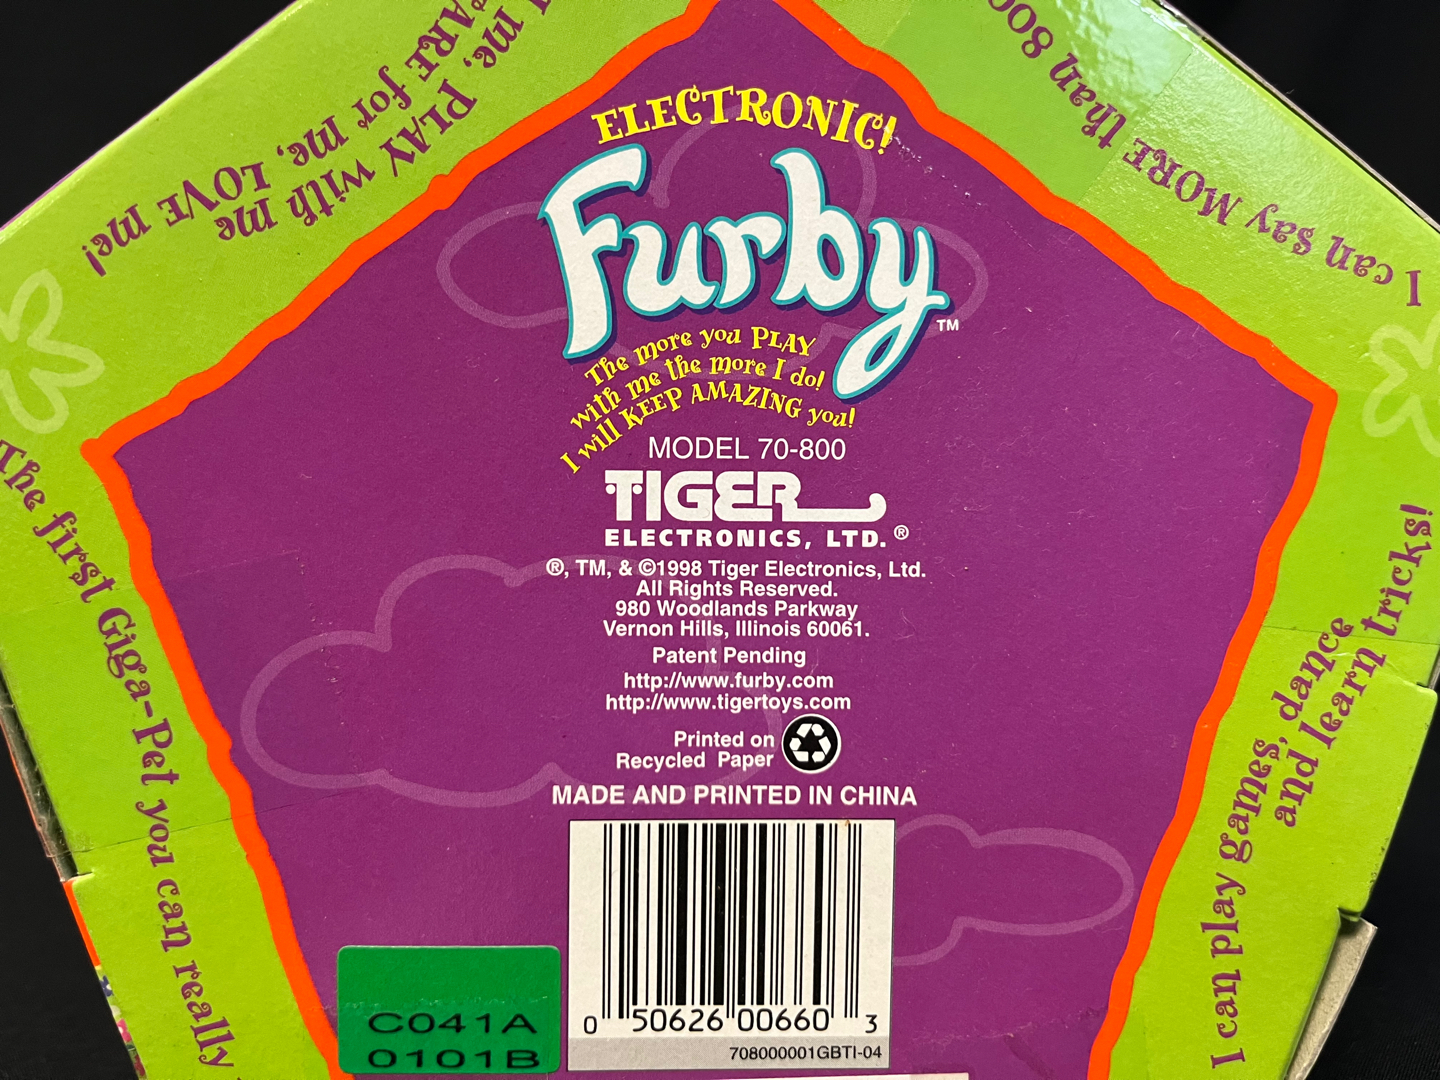 ELECTRONIC!
Furby™
The more you PLAY
with me the more I do!
I will KEEP AMAZING you!
MODEL 70-800
TIGER
ELECTRONICS, LTD.®
®, TM, & ©1998 Tiger Electronics, Ltd.
All Rights Reserved.
980 Woodlands Parkway
Vernon Hills, Illinois 60061.
Patent Pending
http://www.furby.com
http://www.tigertoys.com
Printed on
Recycled Paper
MADE AND PRINTED IN CHINA
0 50626 00660 3
708000001GBTI-04
C041A
0101B
me, PLAY with me
CARE for me, LOVE me!
I can say MORE than 800
The first Giga-Pet you can really
I can play games, dance
and learn tricks!